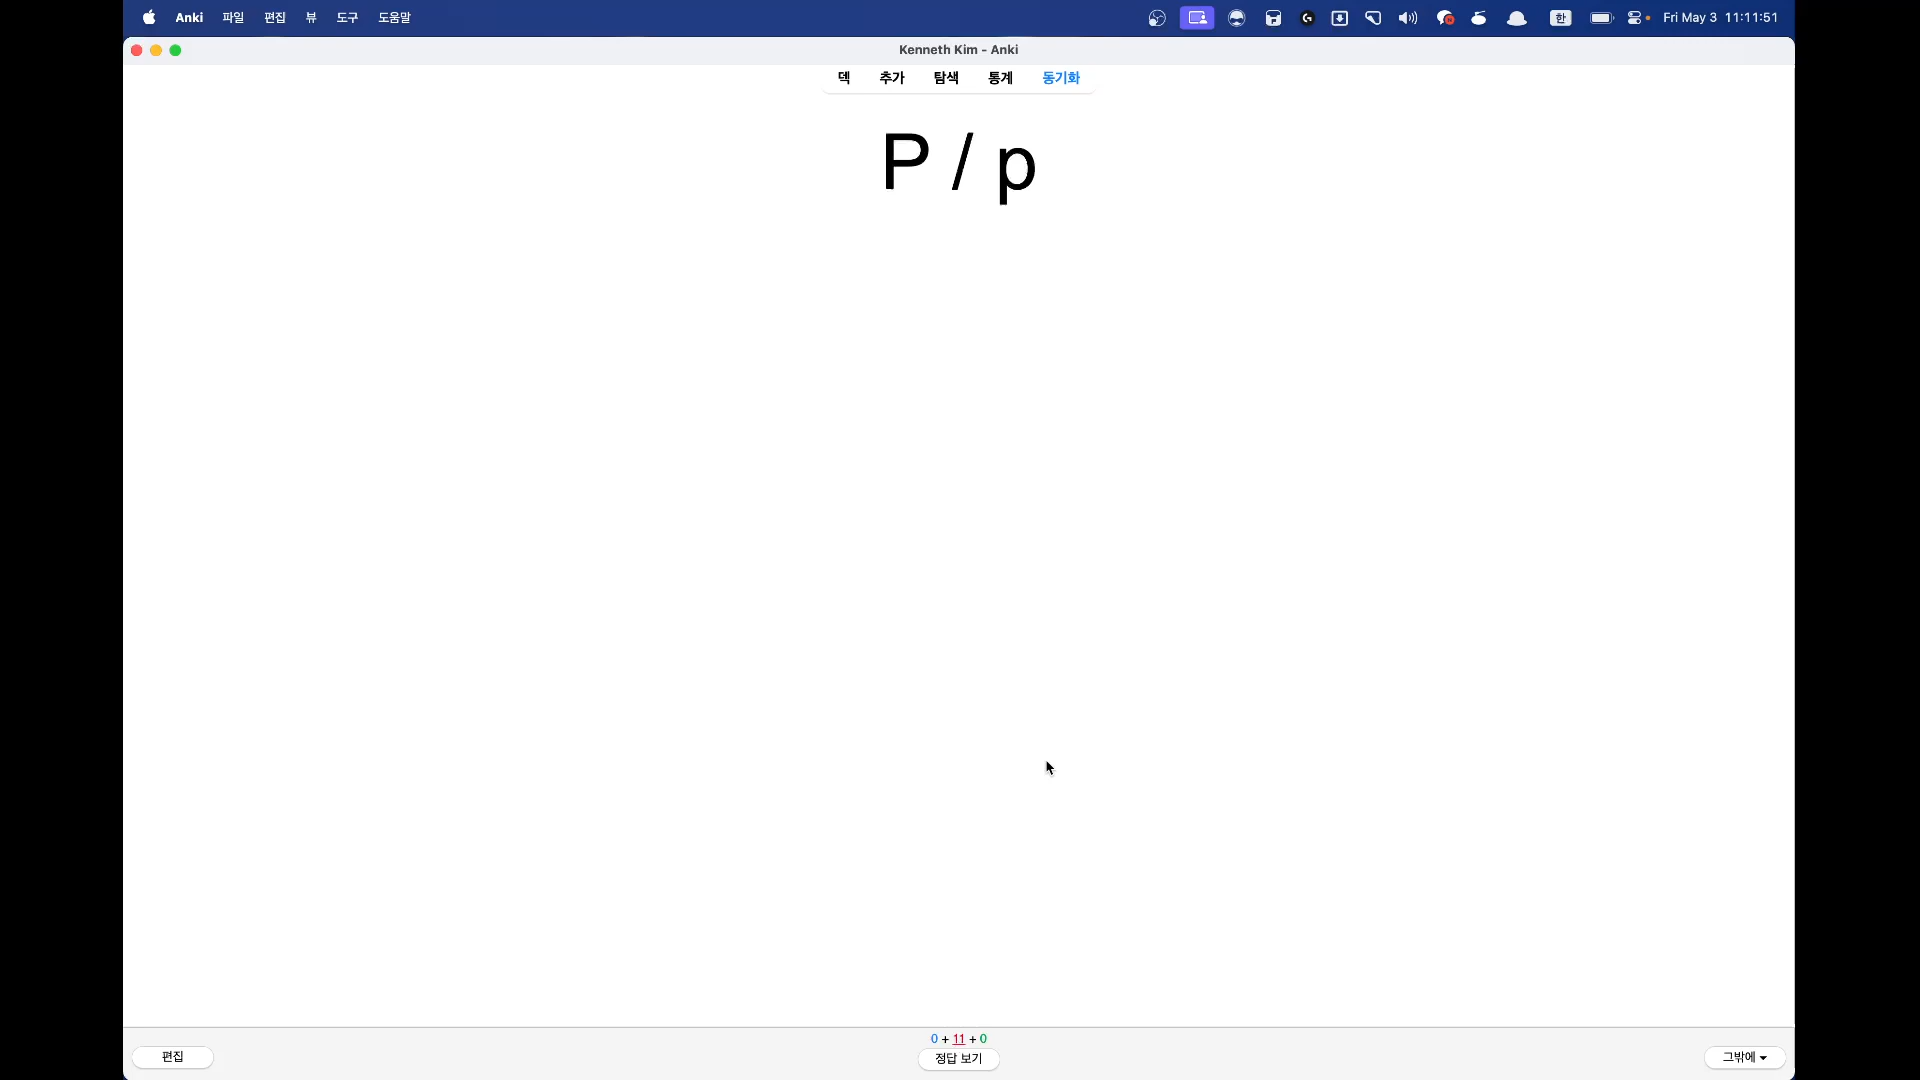 Anki 파일 편집 뷰 도구 도움말 한 Fri May 3 11:11:51
Kenneth Kim - Anki
덱 추가 탐색 통계 동기화
P / p
0 + 11 + 0
편집 정답 보기 그밖에